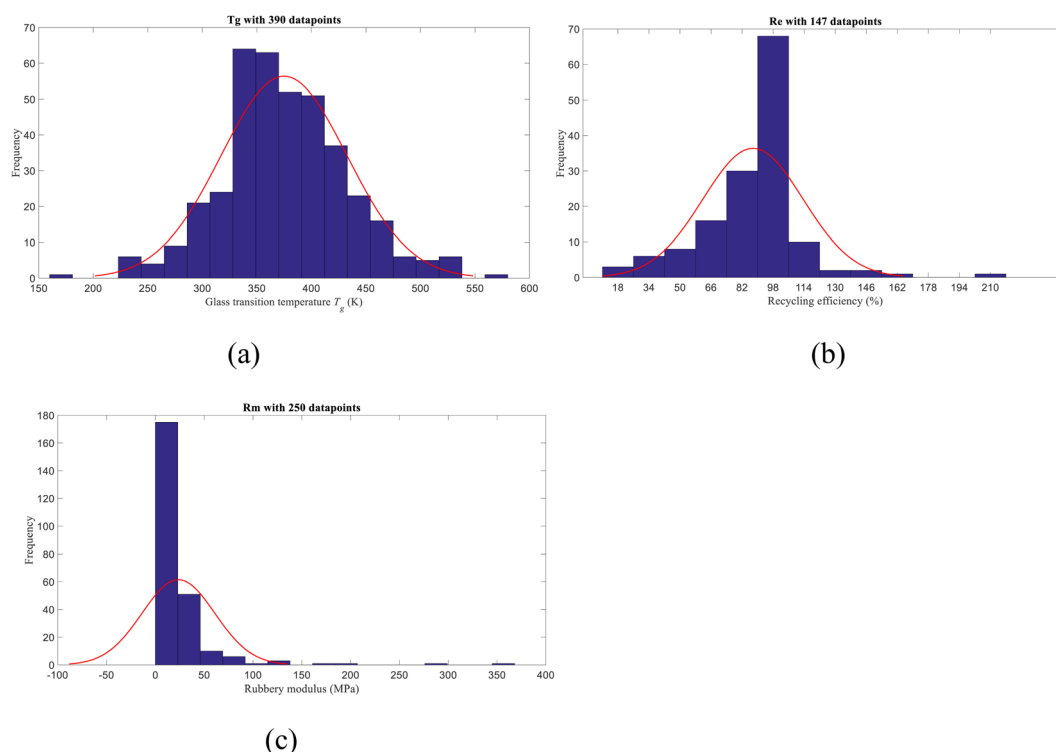 Tg with 390 datapoints
70
60
50
40
30
20
10
0
Frequency
150 200 250 300 350 400 450 500 550 600
Glass transition temperature Tg (K)
(a)
Re with 147 datapoints
70
60
50
40
30
20
10
0
Frequency
18 34 50 66 82 98 114 130 146 162 178 194 210
Recycling efficiency (%)
(b)
Rm with 250 datapoints
180
160
140
120
100
80
60
40
20
0
Frequency
-100 -50 0 50 100 150 200 250 300 350 400
Rubbery modulus (MPa)
(c)